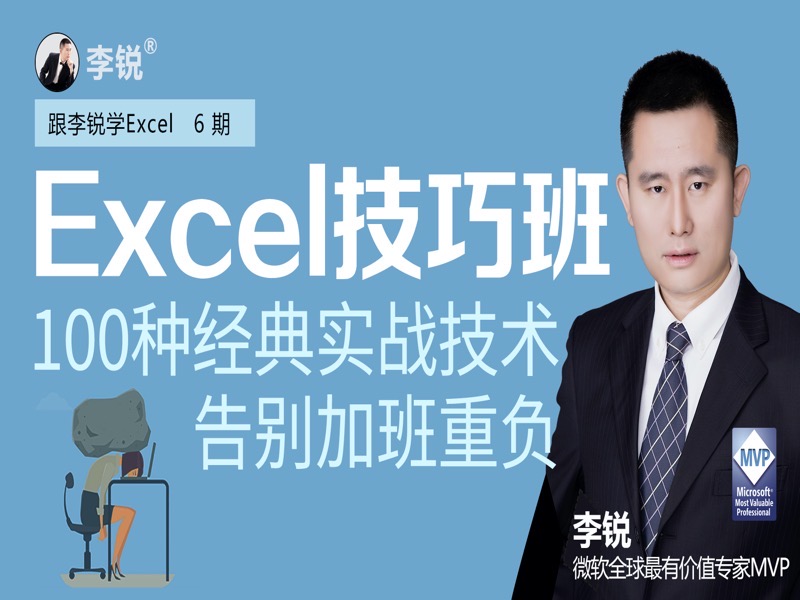 李锐®
跟李锐学Excel 6 期
Excel技巧班
100种经典实战技术
告别加班重负
MVP
Microsoft®
Most Valuable
Professional
李锐
微软全球最有价值专家MVP